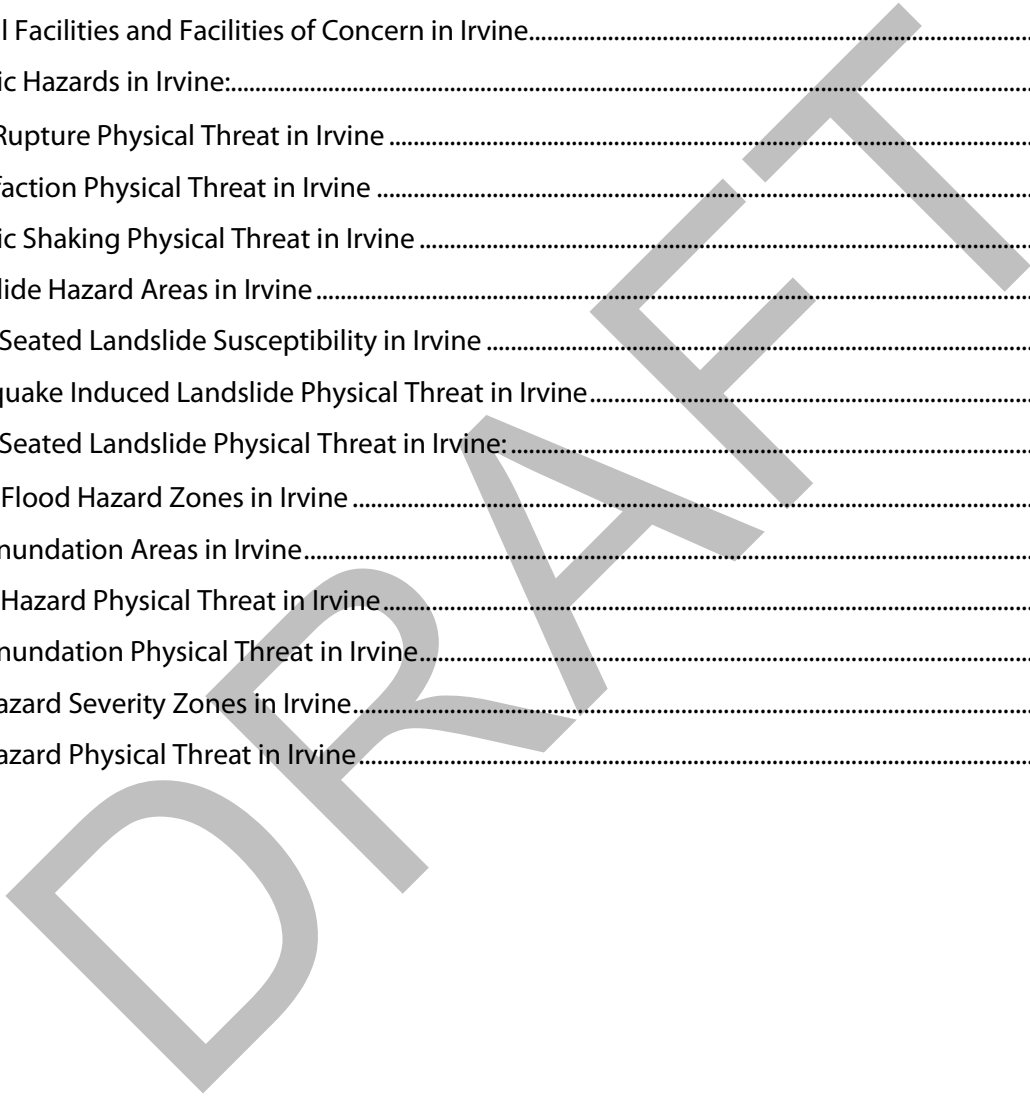 l Facilities and Facilities of Concern in Irvine
ic Hazards in Irvine:
Rupture Physical Threat in Irvine
faction Physical Threat in Irvine
ic Shaking Physical Threat in Irvine
lide Hazard Areas in Irvine
Seated Landslide Susceptibility in Irvine
quake Induced Landslide Physical Threat in Irvine
Seated Landslide Physical Threat in Irvine:
Flood Hazard Zones in Irvine
nundation Areas in Irvine
Hazard Physical Threat in Irvine
nundation Physical Threat in Irvine
azard Severity Zones in Irvine
azard Physical Threat in Irvine
DRAFT